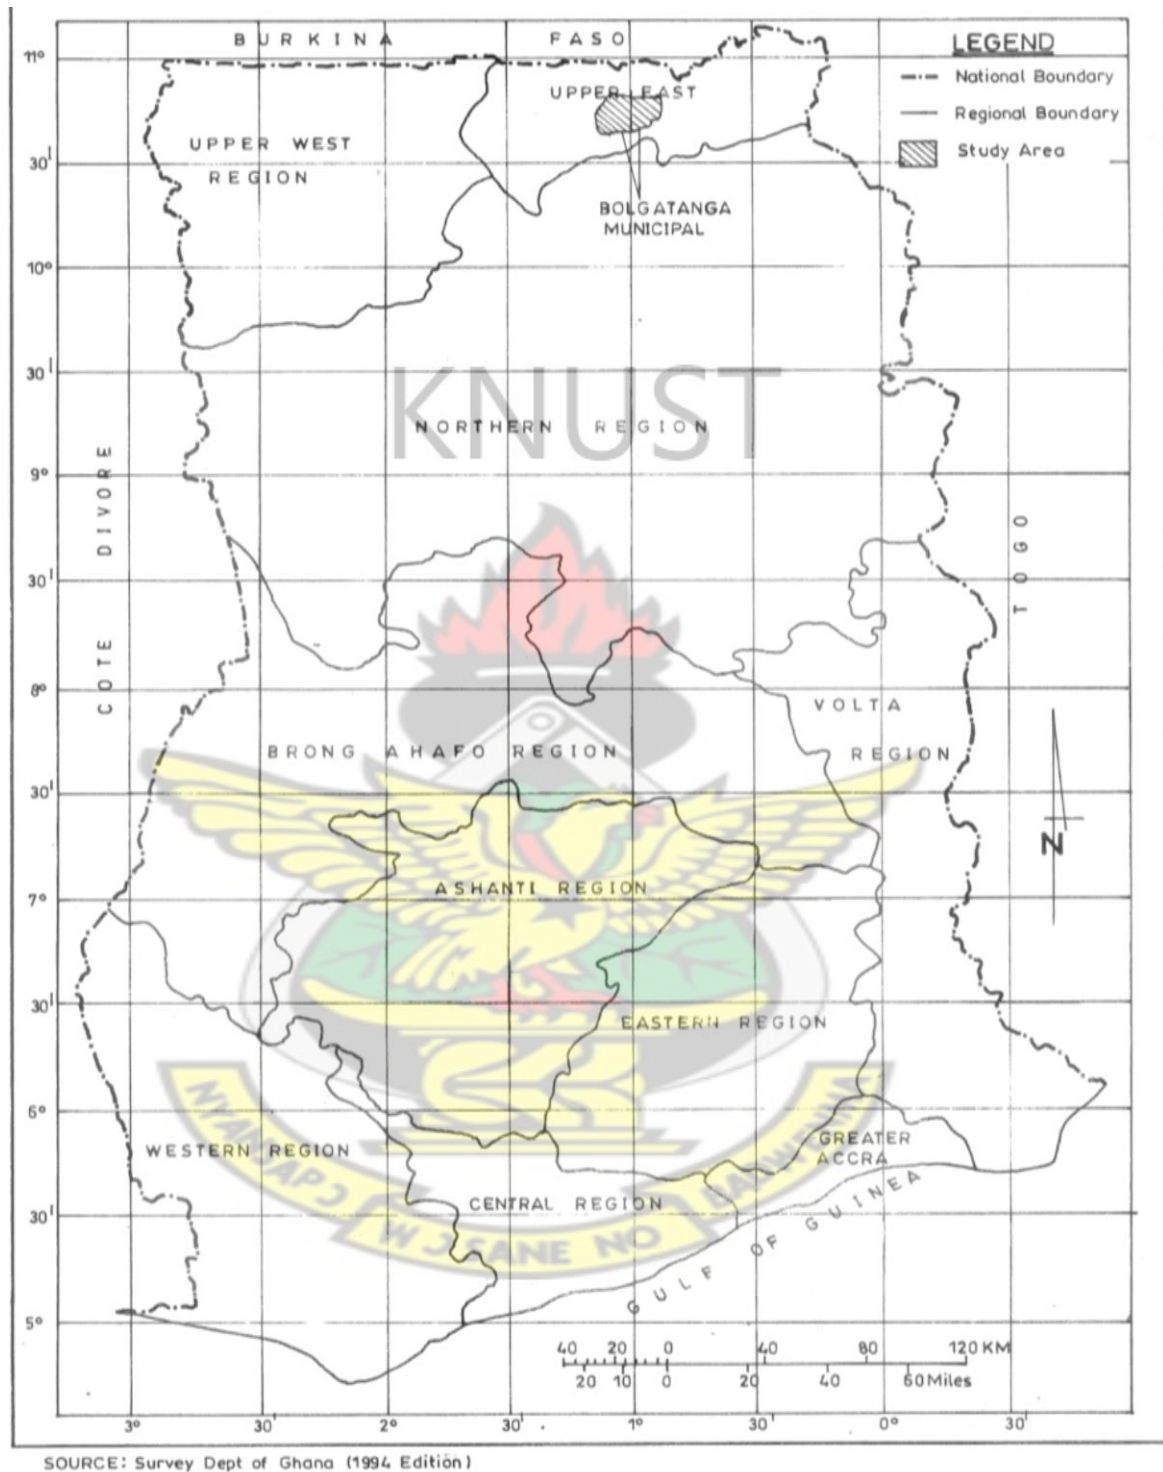 BURKINA FASO
LEGEND
National Boundary
Regional Boundary
Study Area
UPPER EAST
UPPER WEST
REGION
BOLGATANGA
MUNICIPAL
KNUST
NORTHERN REGION
COTE DIVORE
TOGO
VOLTA
REGION
BRONG AHAFO REGION
N
ASHANTI REGION
EASTERN REGION
WESTERN REGION
GREATER
ACCRA
CENTRAL REGION
GULF OF GUINEA
NYANSAPƆ WƆSANE NO BADWENMA
11°
30'
10°
30'
9°
30'
8°
30'
7°
30'
6°
30'
5°
40 20 0 40 80 120 KM
20 10 0 20 40 60 Miles
3° 30' 2° 30' 1° 30' 0° 30'
SOURCE: Survey Dept of Ghana (1994 Edition)